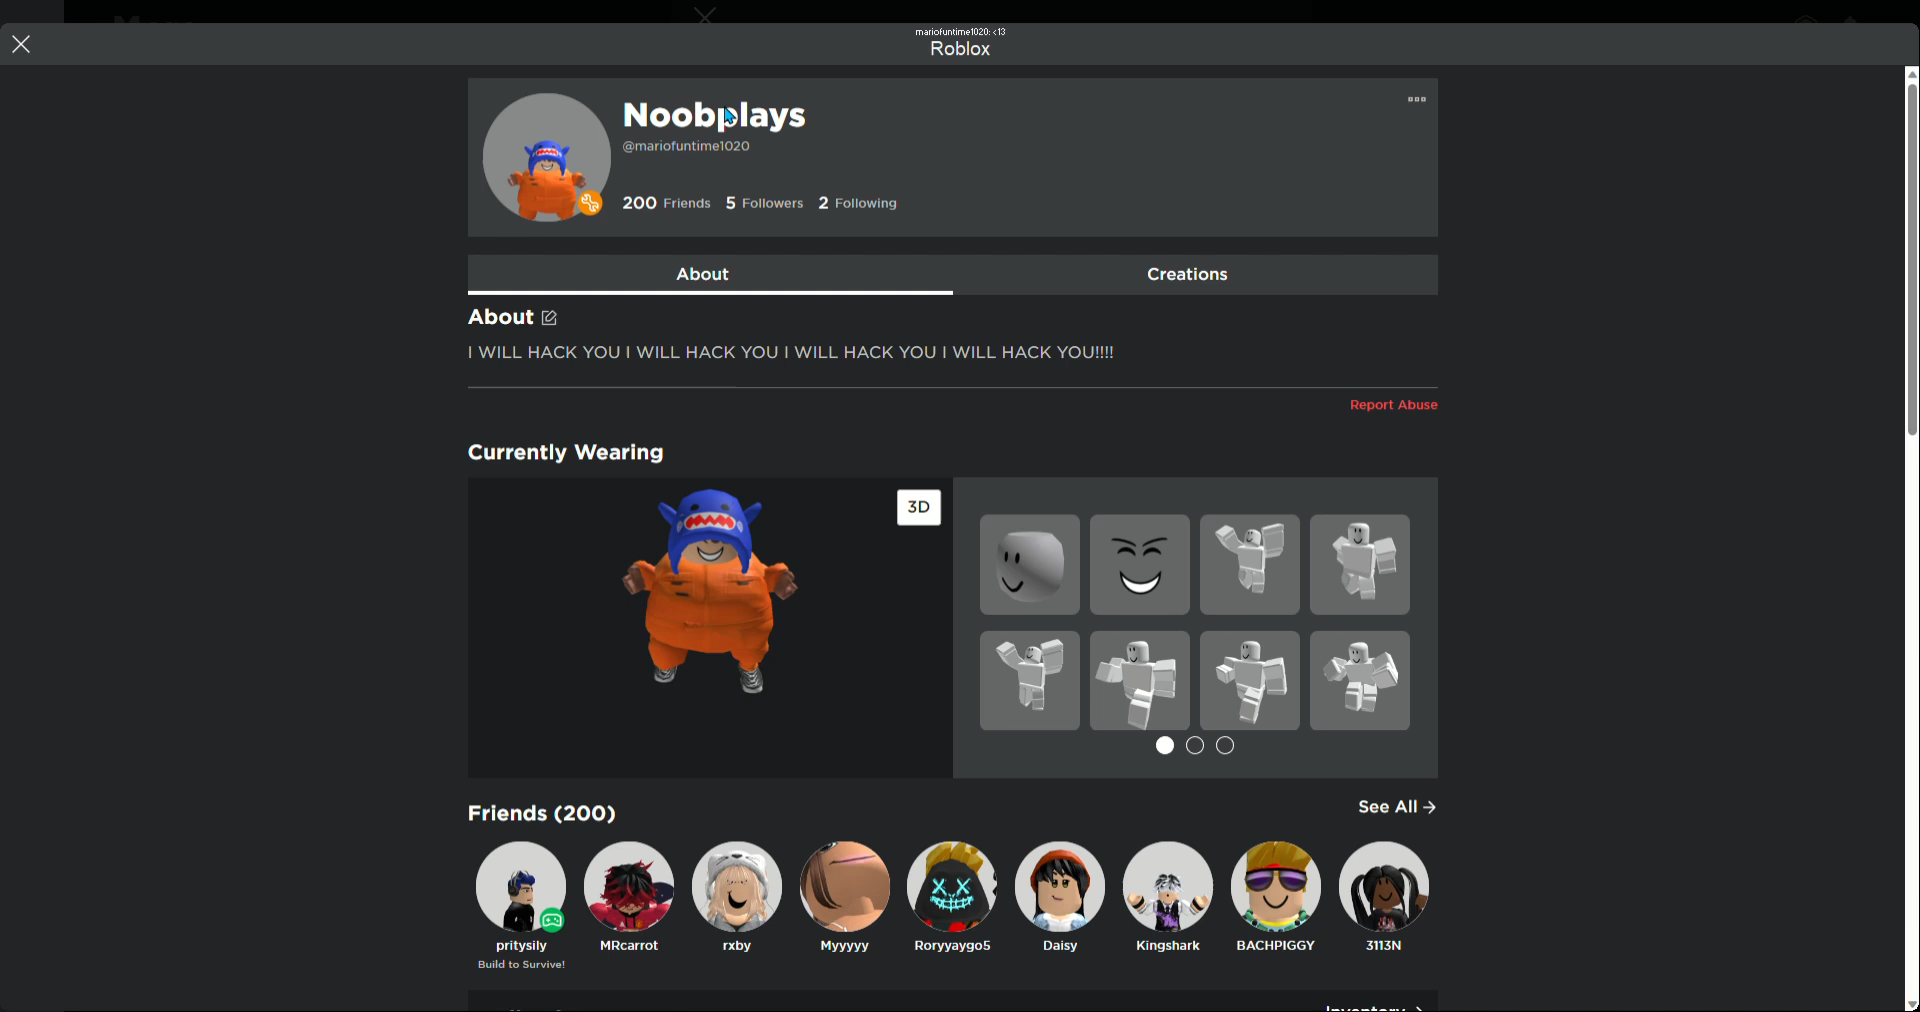 mariofuntime1020: <13
Roblox
Noobplays
@mariofuntime1020
200 Friends 5 Followers 2 Following
About Creations
About
I WILL HACK YOU I WILL HACK YOU I WILL HACK YOU I WILL HACK YOU!!!!
Report Abuse
Currently Wearing
3D
Friends (200)
See All
pritysily MRcarrot rxby Myyyyy Roryyaygo5 Daisy Kingshark BACHPIGGY 3113N
Build to Survive!
Inventory